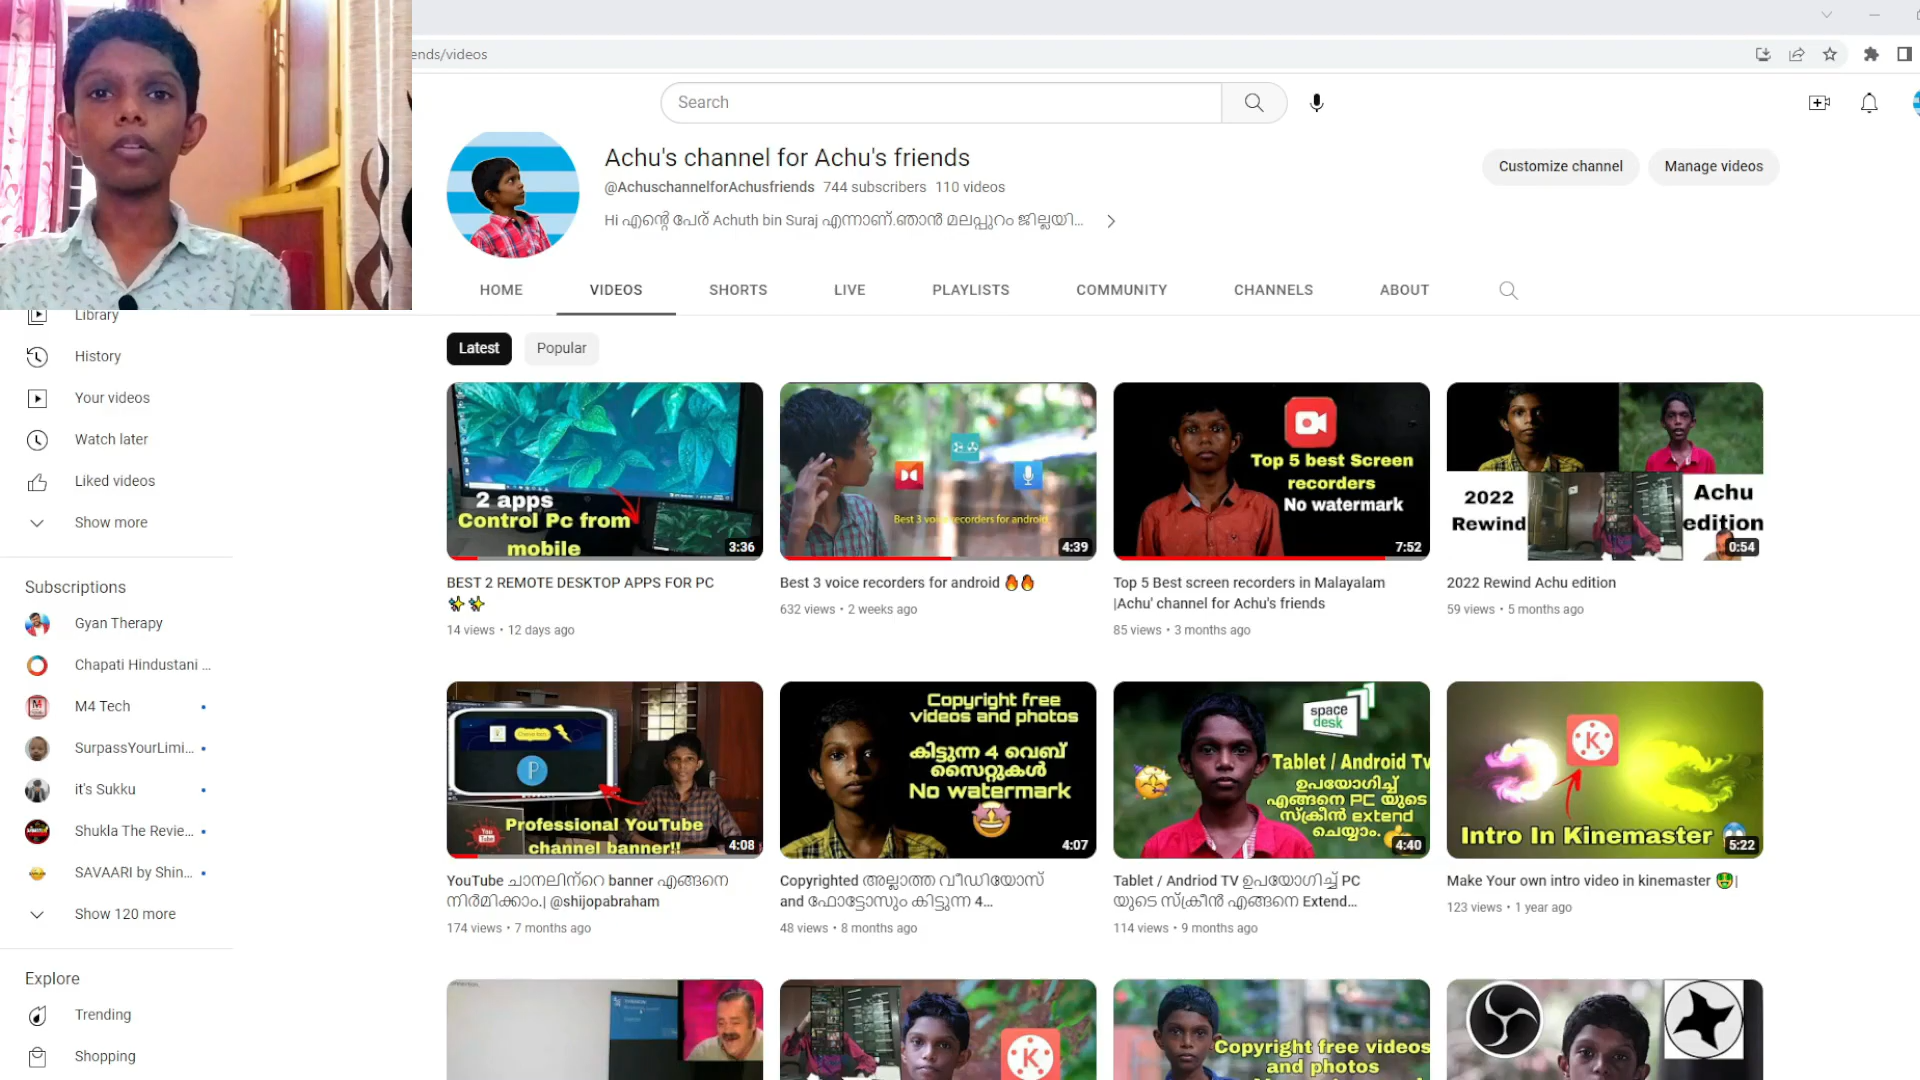 ends/videos
Search
Achu's channel for Achu's friends
Customize channel
Manage videos
@AchuschannelforAchusfriends 744 subscribers 110 videos
Hi എന്റെ പേര് Achuth bin Suraj എന്നാണ്.ഞാൻ മലപ്പുറം ജില്ലയി...
HOME VIDEOS SHORTS LIVE PLAYLISTS COMMUNITY CHANNELS ABOUT
Library
History
Your videos
Watch later
Liked videos
Show more
Subscriptions
Gyan Therapy
Chapati Hindustani ...
M4 Tech
SurpassYourLimi...
it's Sukku
Shukla The Revie...
SAVAARI by Shin...
Show 120 more
Explore
Trending
Shopping
Latest Popular
2 apps
Control Pc from
mobile
3:36
BEST 2 REMOTE DESKTOP APPS FOR PC
✨✨
14 views • 12 days ago
Best 3 voice recorders for android
4:39
Best 3 voice recorders for android 🔥🔥
632 views • 2 weeks ago
Top 5 best Screen
recorders
No watermark
7:52
Top 5 Best screen recorders in Malayalam
|Achu' channel for Achu's friends
85 views • 3 months ago
2022
Rewind
Achu
edition
0:54
2022 Rewind Achu edition
59 views • 5 months ago
P
You
Tube
Professional YouTube
channel banner!!
4:08
YouTube ചാനലിന്റെ banner എങ്ങനെ
നിർമിക്കാം.| @shijopabraham
174 views • 7 months ago
Copyright free
videos and photos
കിട്ടുന്ന 4 വെബ്
സൈറ്റുകൾ
No watermark
4:07
Copyrighted അല്ലാത്ത വീഡിയോസ്
and ഫോട്ടോസും കിട്ടുന്ന 4...
48 views • 8 months ago
space
desk
Tablet / Android Tv
ഉപയോഗിച്ച്
എങ്ങനെ PC യുടെ
സ്ക്രീൻ extend
ചെയ്യാം.
4:40
Tablet / Andriod TV ഉപയോഗിച്ച് PC
യുടെ സ്ക്രീൻ എങ്ങനെ Extend...
114 views • 9 months ago
K
Intro In Kinemaster
5:22
Make Your own intro video in kinemaster 🤑|
123 views • 1 year ago
K
Copyright free videos
and photos